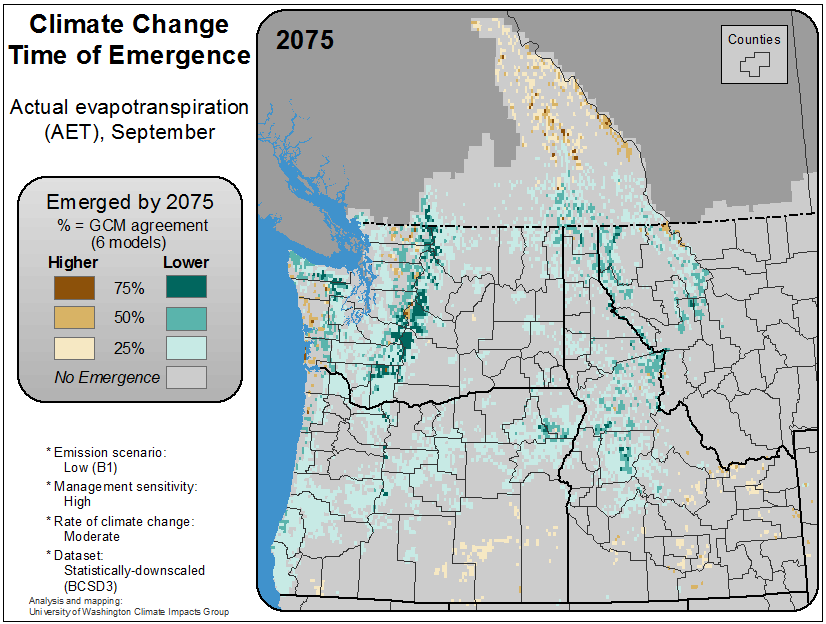 Climate Change
Time of Emergence
Actual evapotranspiration
(AET), September
Emerged by 2075
% = GCM agreement
(6 models)
Higher Lower
75%
50%
25%
No Emergence
* Emission scenario:
Low (B1)
* Management sensitivity:
High
* Rate of climate change:
Moderate
* Dataset:
Statistically-downscaled
(BCSD3)
Analysis and mapping:
University of Washington Climate Impacts Group
2075
Counties